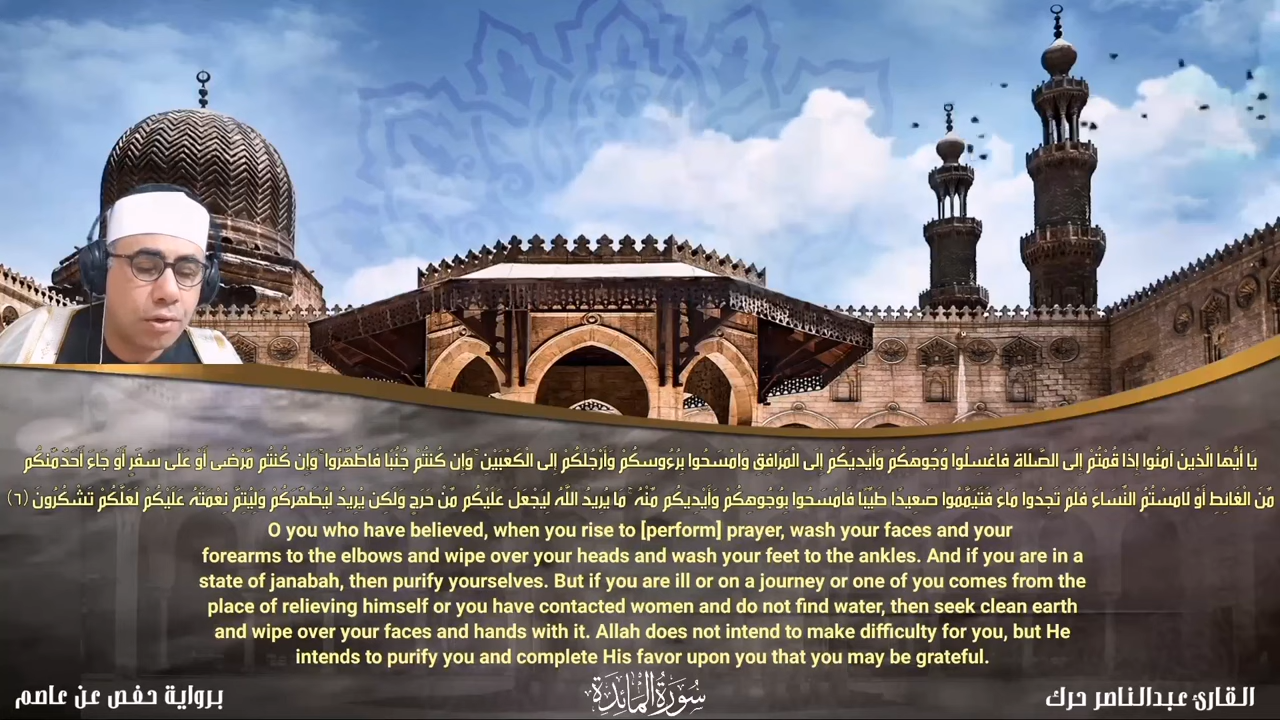 يَا أَيُّهَا الَّذِينَ آمَنُوا إِذَا قُمْتُمْ إِلَى الصَّلَاةِ فَاغْسِلُوا وُجُوهَكُمْ وَأَيْدِيَكُمْ إِلَى الْمَرَافِقِ وَامْسَحُوا بِرُءُوسِكُمْ وَأَرْجُلَكُمْ إِلَى الْكَعْبَيْنِ ۚ وَإِن كُنتُمْ جُنُبًا فَاطَّهَّرُوا ۚ وَإِن كُنتُم مَّرْضَىٰ أَوْ عَلَىٰ سَفَرٍ أَوْ جَاءَ أَحَدٌ مِّنكُم
مِّنَ الْغَائِطِ أَوْ لَامَسْتُمُ النِّسَاءَ فَلَمْ تَجِدُوا مَاءً فَتَيَمَّمُوا صَعِيدًا طَيِّبًا فَامْسَحُوا بِوُجُوهِكُمْ وَأَيْدِيكُم مِّنْهُ ۚ مَا يُرِيدُ اللَّهُ لِيَجْعَلَ عَلَيْكُم مِّنْ حَرَجٍ وَلَٰكِن يُرِيدُ لِيُطَهِّرَكُمْ وَلِيُتِمَّ نِعْمَتَهُ عَلَيْكُمْ لَعَلَّكُمْ تَشْكُرُونَ (٦)
O you who have believed, when you rise to [perform] prayer, wash your faces and your
forearms to the elbows and wipe over your heads and wash your feet to the ankles. And if you are in a
state of janabah, then purify yourselves. But if you are ill or on a journey or one of you comes from the
place of relieving himself or you have contacted women and do not find water, then seek clean earth
and wipe over your faces and hands with it. Allah does not intend to make difficulty for you, but He
intends to purify you and complete His favor upon you that you may be grateful.
القارئ عبدالناصر حرك
سُورَةُ الْمَائِدَةِ
برواية حفص عن عاصم